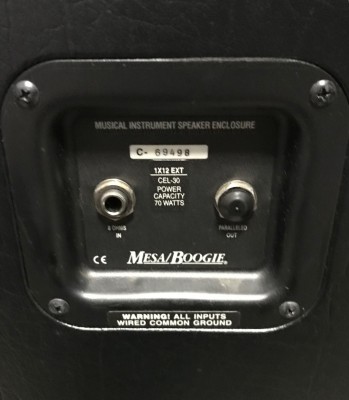 MUSICAL INSTRUMENT SPEAKER ENCLOSURE
C- 69498
1X12 EXT
CEL-30
POWER
CAPACITY
70 WATTS
8 OHMS
IN
PARALLELED
OUT
CE MESA/BOOGIE®
WARNING! ALL INPUTS
WIRED COMMON GROUND